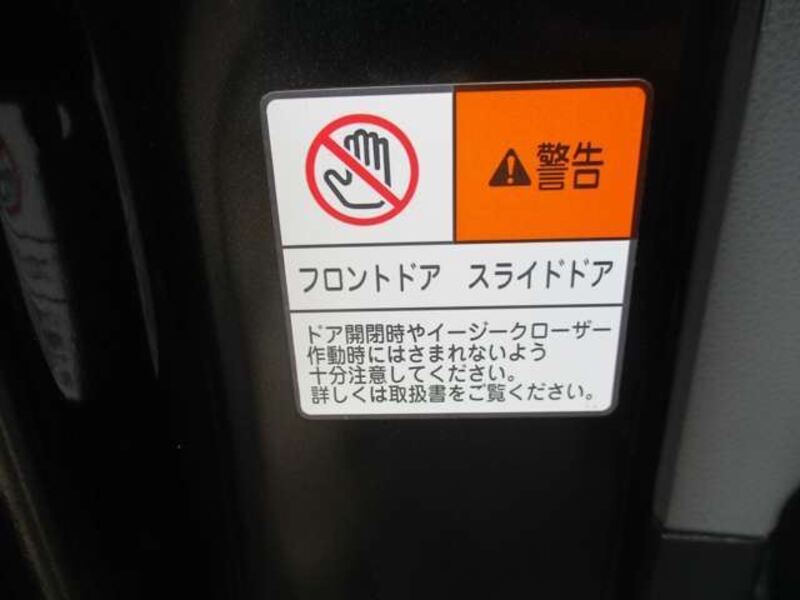 警告
フロントドア　スライドドア
ドア開閉時やイージークローザー
作動時にはさまれないよう
十分注意してください。
詳しくは取扱書をご覧ください。